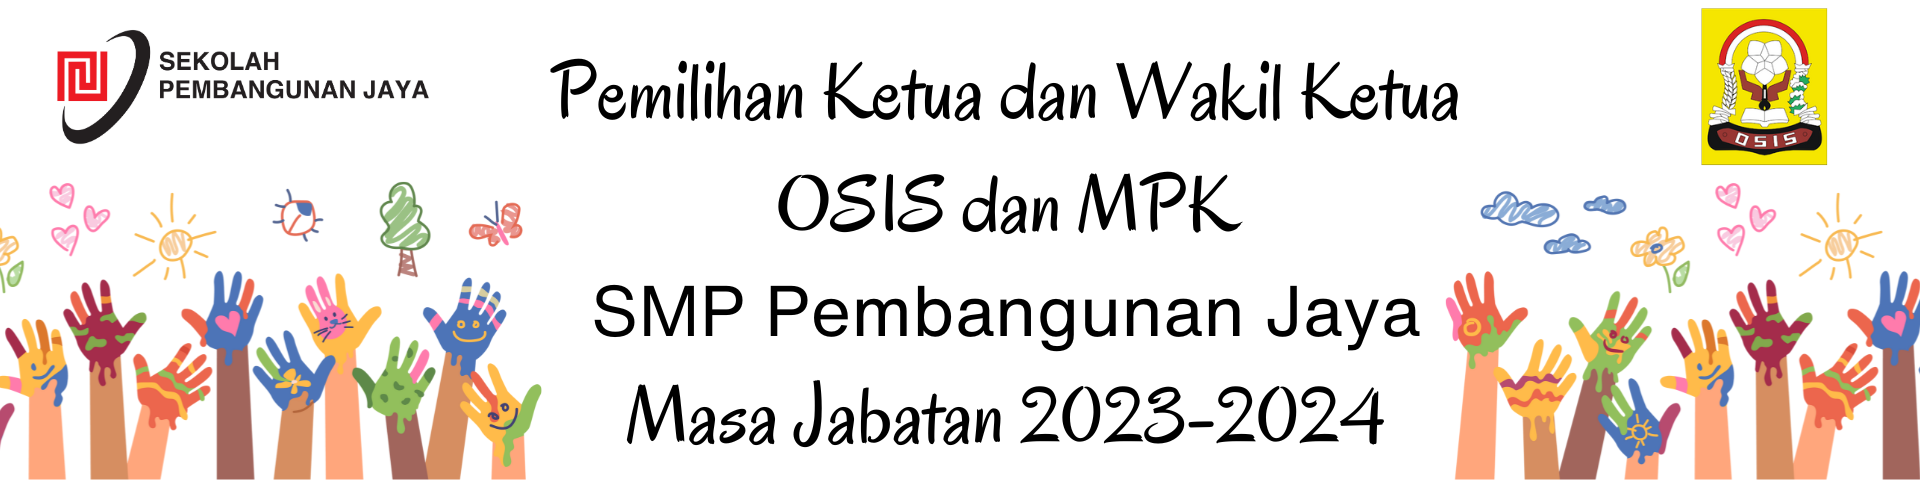 SEKOLAH
PEMBANGUNAN JAYA
Pemilihan Ketua dan Wakil Ketua
OSIS dan MPK
SMP Pembangunan Jaya
Masa Jabatan 2023-2024
OSIS